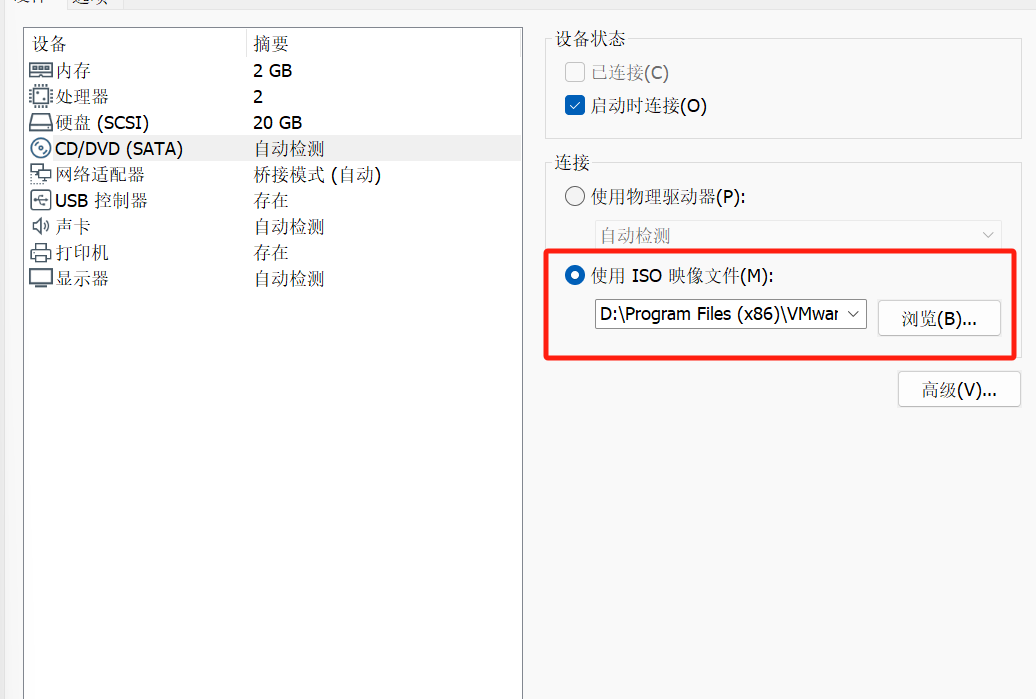 设备 摘要
内存 2 GB
处理器 2
硬盘 (SCSI) 20 GB
CD/DVD (SATA) 自动检测
网络适配器 桥接模式 (自动)
USB 控制器 存在
声卡 自动检测
打印机 存在
显示器 自动检测
设备状态
已连接(C)
启动时连接(O)
连接
使用物理驱动器(P):
自动检测
使用 ISO 映像文件(M):
D:\Program Files (x86)\VMwar
浏览(B)...
高级(V)...